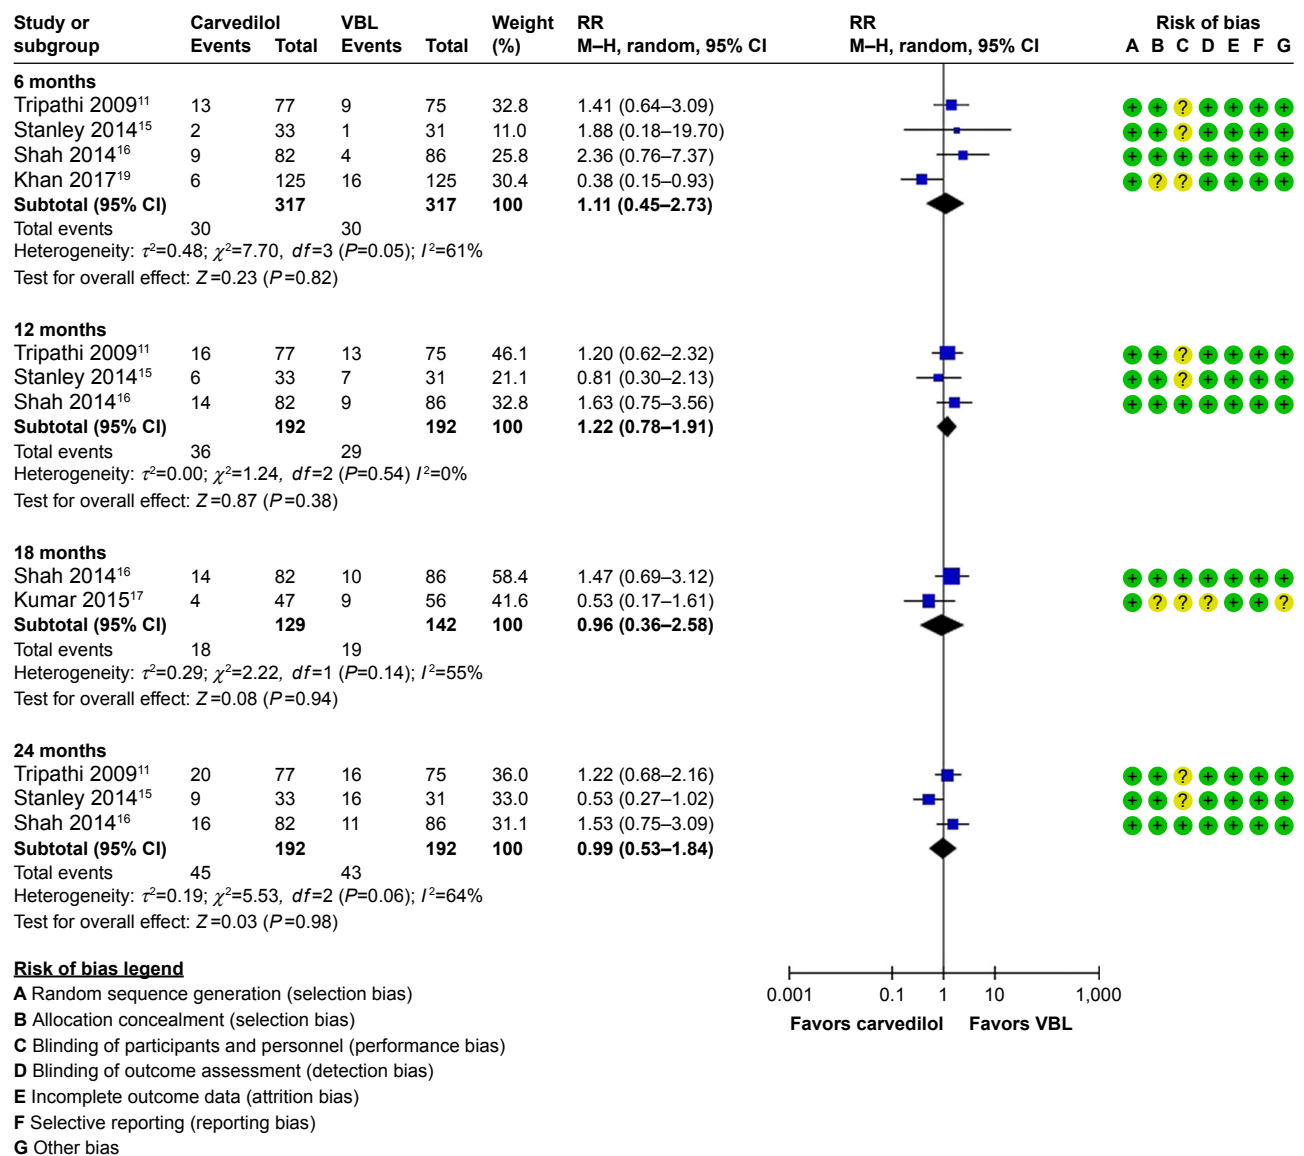 Study or subgroup Carvedilol Events Total VBL Events Total Weight (%) RR M–H, random, 95% CI RR M–H, random, 95% CI Risk of bias A B C D E F G
6 months
Tripathi 2009¹¹ 13 77 9 75 32.8 1.41 (0.64–3.09) + + ? + + + +
Stanley 2014¹⁵ 2 33 1 31 11.0 1.88 (0.18–19.70) + + ? + + + +
Shah 2014¹⁶ 9 82 4 86 25.8 2.36 (0.76–7.37) + + + + + + +
Khan 2017¹⁹ 6 125 16 125 30.4 0.38 (0.15–0.93) + ? ? + + + +
Subtotal (95% CI) 317 317 100 1.11 (0.45–2.73)
Total events 30 30
Heterogeneity: τ²=0.48; χ²=7.70, df=3 (P=0.05); I²=61%
Test for overall effect: Z=0.23 (P=0.82)
12 months
Tripathi 2009¹¹ 16 77 13 75 46.1 1.20 (0.62–2.32) + + ? + + + +
Stanley 2014¹⁵ 6 33 7 31 21.1 0.81 (0.30–2.13) + + ? + + + +
Shah 2014¹⁶ 14 82 9 86 32.8 1.63 (0.75–3.56) + + + + + + +
Subtotal (95% CI) 192 192 100 1.22 (0.78–1.91)
Total events 36 29
Heterogeneity: τ²=0.00; χ²=1.24, df=2 (P=0.54) I²=0%
Test for overall effect: Z=0.87 (P=0.38)
18 months
Shah 2014¹⁶ 14 82 10 86 58.4 1.47 (0.69–3.12) + + + + + + +
Kumar 2015¹⁷ 4 47 9 56 41.6 0.53 (0.17–1.61) + ? ? ? + + ?
Subtotal (95% CI) 129 142 100 0.96 (0.36–2.58)
Total events 18 19
Heterogeneity: τ²=0.29; χ²=2.22, df=1 (P=0.14); I²=55%
Test for overall effect: Z=0.08 (P=0.94)
24 months
Tripathi 2009¹¹ 20 77 16 75 36.0 1.22 (0.68–2.16) + + ? + + + +
Stanley 2014¹⁵ 9 33 16 31 33.0 0.53 (0.27–1.02) + + ? + + + +
Shah 2014¹⁶ 16 82 11 86 31.1 1.53 (0.75–3.09) + + + + + + +
Subtotal (95% CI) 192 192 100 0.99 (0.53–1.84)
Total events 45 43
Heterogeneity: τ²=0.19; χ²=5.53, df=2 (P=0.06); I²=64%
Test for overall effect: Z=0.03 (P=0.98)
0.001 0.1 1 10 1,000
Favors carvedilol Favors VBL
Risk of bias legend
A Random sequence generation (selection bias)
B Allocation concealment (selection bias)
C Blinding of participants and personnel (performance bias)
D Blinding of outcome assessment (detection bias)
E Incomplete outcome data (attrition bias)
F Selective reporting (reporting bias)
G Other bias